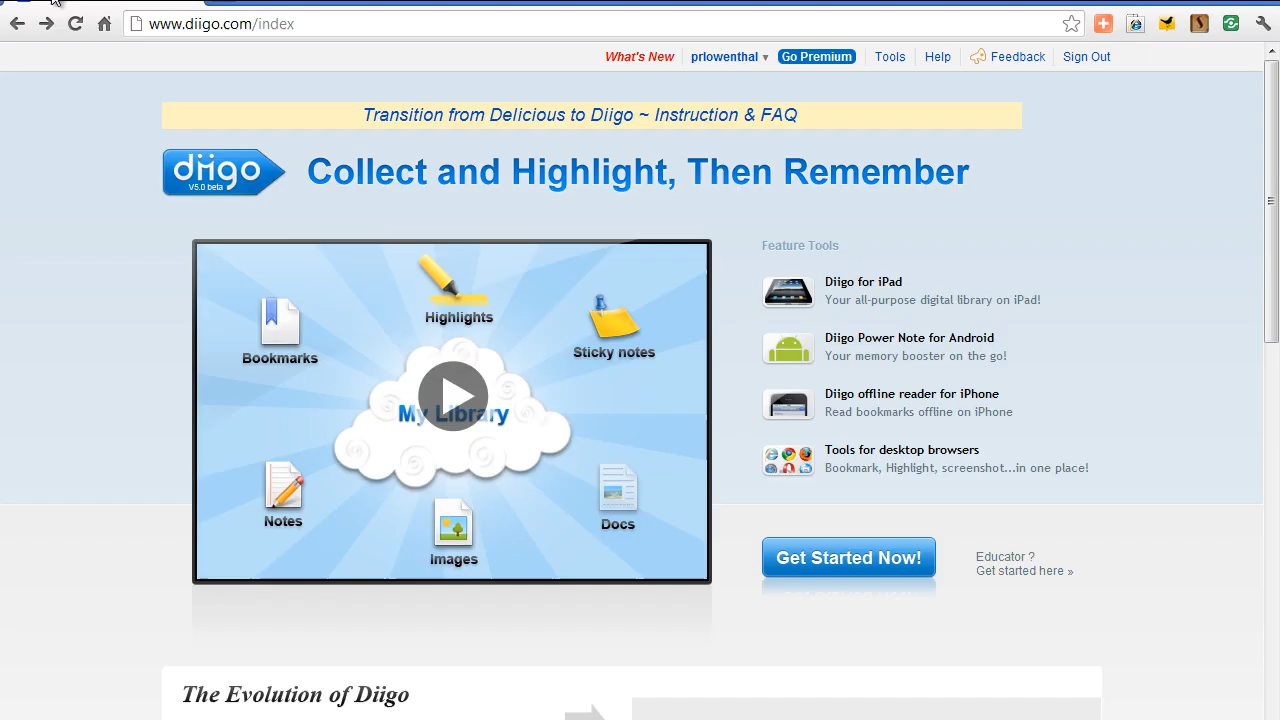 www.diigo.com/index
What's New
prlowenthal
Go Premium
Tools
Help
Feedback
Sign Out
Transition from Delicious to Diigo ~ Instruction & FAQ
diigo
V5.0 beta
Collect and Highlight, Then Remember
Highlights
Bookmarks
Sticky notes
My Library
Notes
Docs
Images
Feature Tools
Diigo for iPad
Your all-purpose digital library on iPad!
Diigo Power Note for Android
Your memory booster on the go!
Diigo offline reader for iPhone
Read bookmarks offline on iPhone
Tools for desktop browsers
Bookmark, Highlight, screenshot...in one place!
Get Started Now!
Educator ?
Get started here »
The Evolution of Diigo